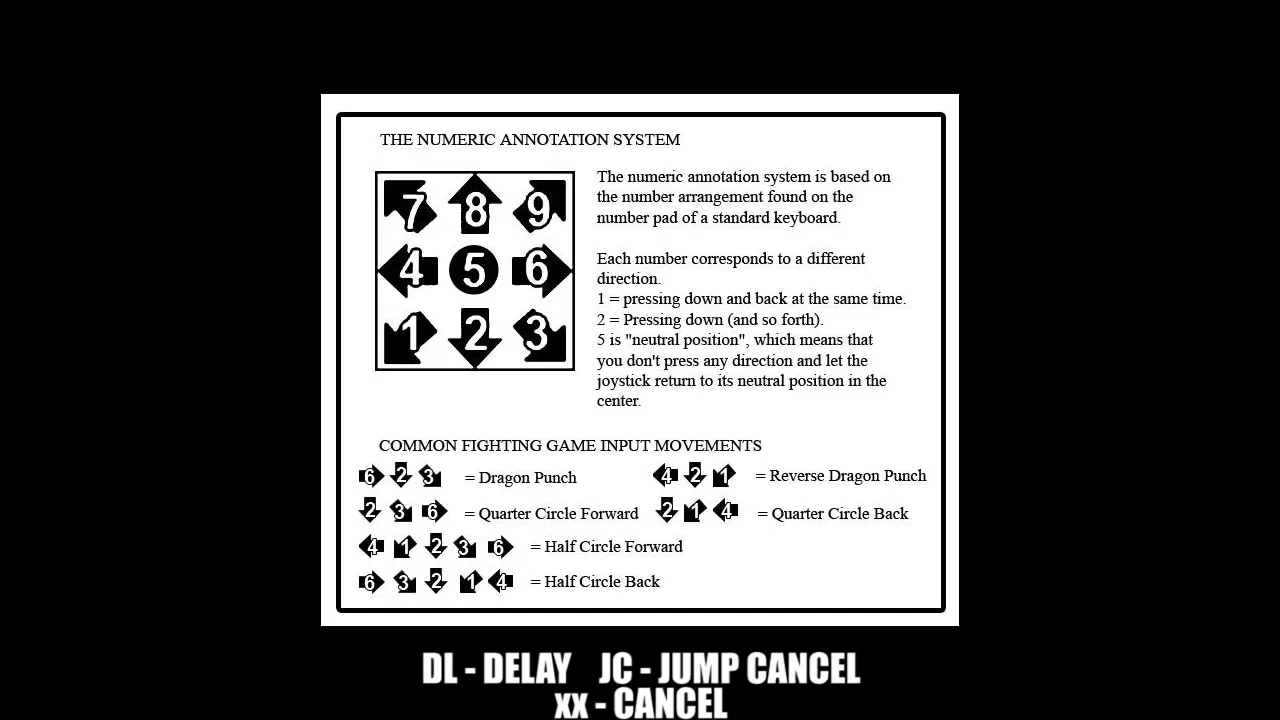 THE NUMERIC ANNOTATION SYSTEM
7 8 9
4 5 6
1 2 3
The numeric annotation system is based on
the number arrangement found on the
number pad of a standard keyboard.
Each number corresponds to a different
direction.
1 = pressing down and back at the same time.
2 = Pressing down (and so forth).
5 is "neutral position", which means that
you don't press any direction and let the
joystick return to its neutral position in the
center.
COMMON FIGHTING GAME INPUT MOVEMENTS
6 2 3 = Dragon Punch
4 2 1 = Reverse Dragon Punch
2 3 6 = Quarter Circle Forward
2 1 4 = Quarter Circle Back
4 1 2 3 6 = Half Circle Forward
6 3 2 1 4 = Half Circle Back
DL - DELAY JC - JUMP CANCEL
xx - CANCEL